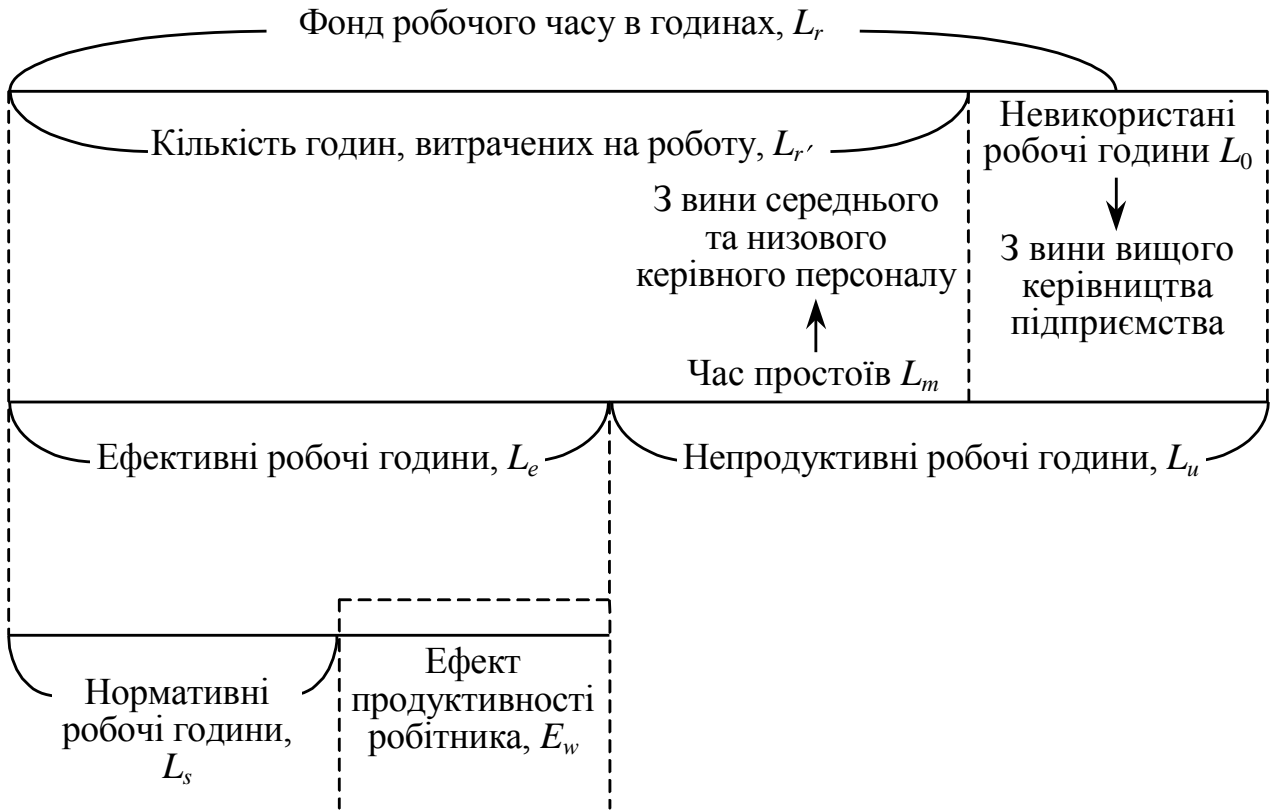 Фонд робочого часу в годинах, Lr
Кількість годин, витрачених на роботу, Lr′
Невикористані
робочі години L0
З вини середнього
та низового
керівного персоналу
З вини вищого
керівництва
підприємства
Час простоїв Lm
Ефективні робочі години, Le
Непродуктивні робочі години, Lu
Нормативні
робочі години,
Ls
Ефект
продуктивності
робітника, Ew